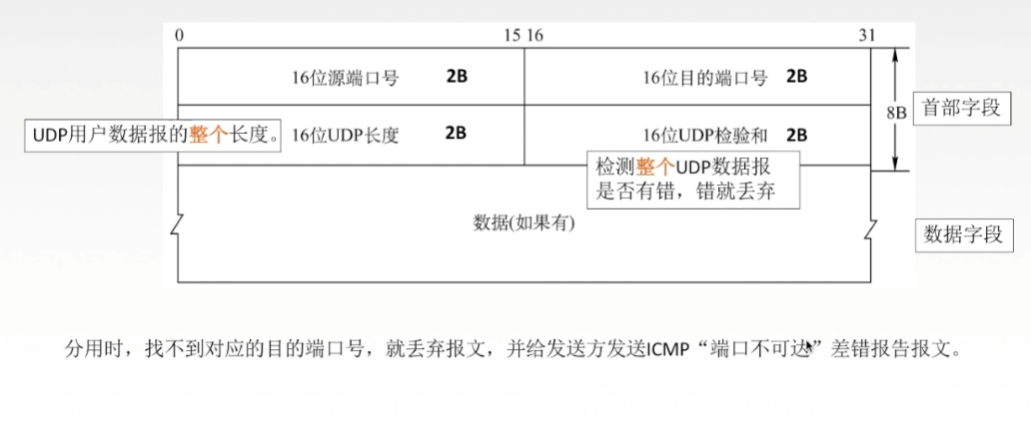 0 15 16 31
16位源端口号 2B 16位目的端口号 2B
8B 首部字段
UDP用户数据报的整个长度。 16位UDP长度 2B 16位UDP检验和 2B
检测整个UDP数据报
是否有错，错就丢弃
数据(如果有) 数据字段
分用时，找不到对应的目的端口号，就丢弃报文，并给发送方发送ICMP“端口不可达”差错报告报文。